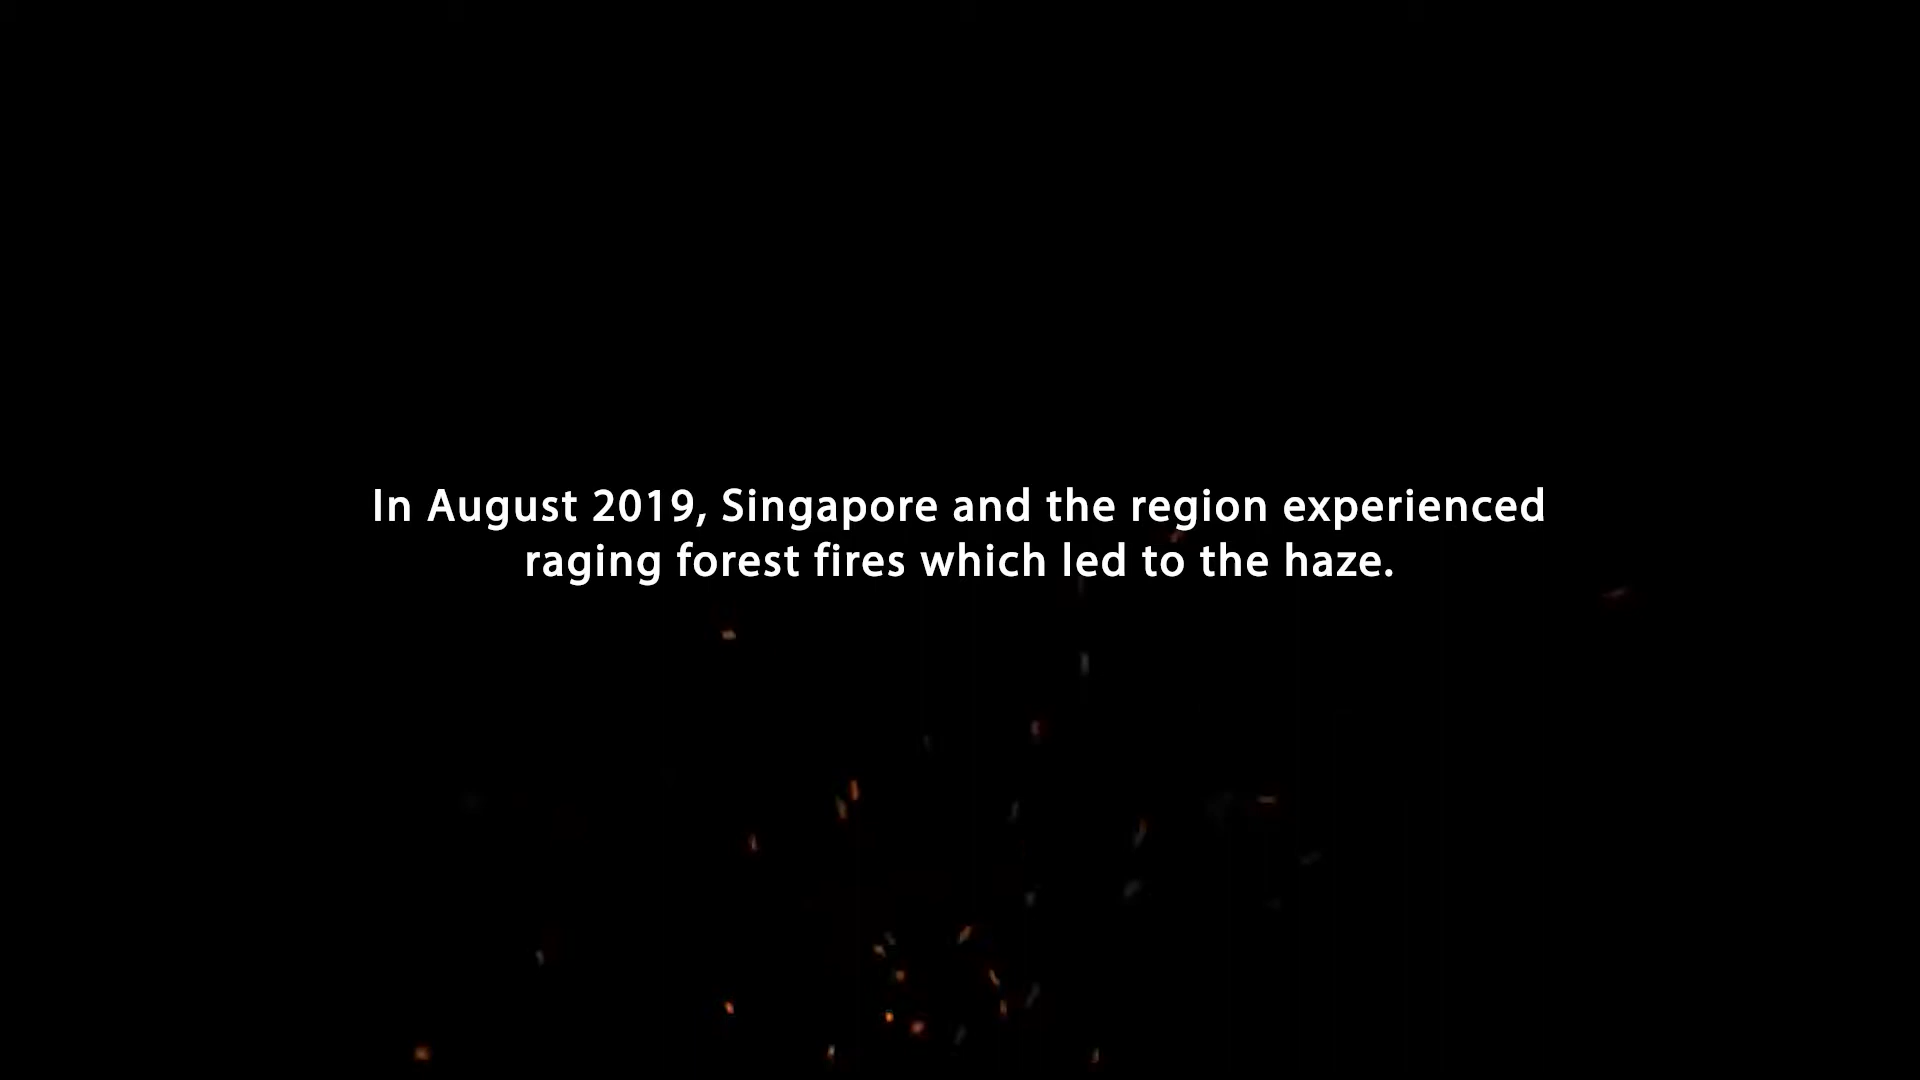 In August 2019, Singapore and the region experienced
raging forest fires which led to the haze.